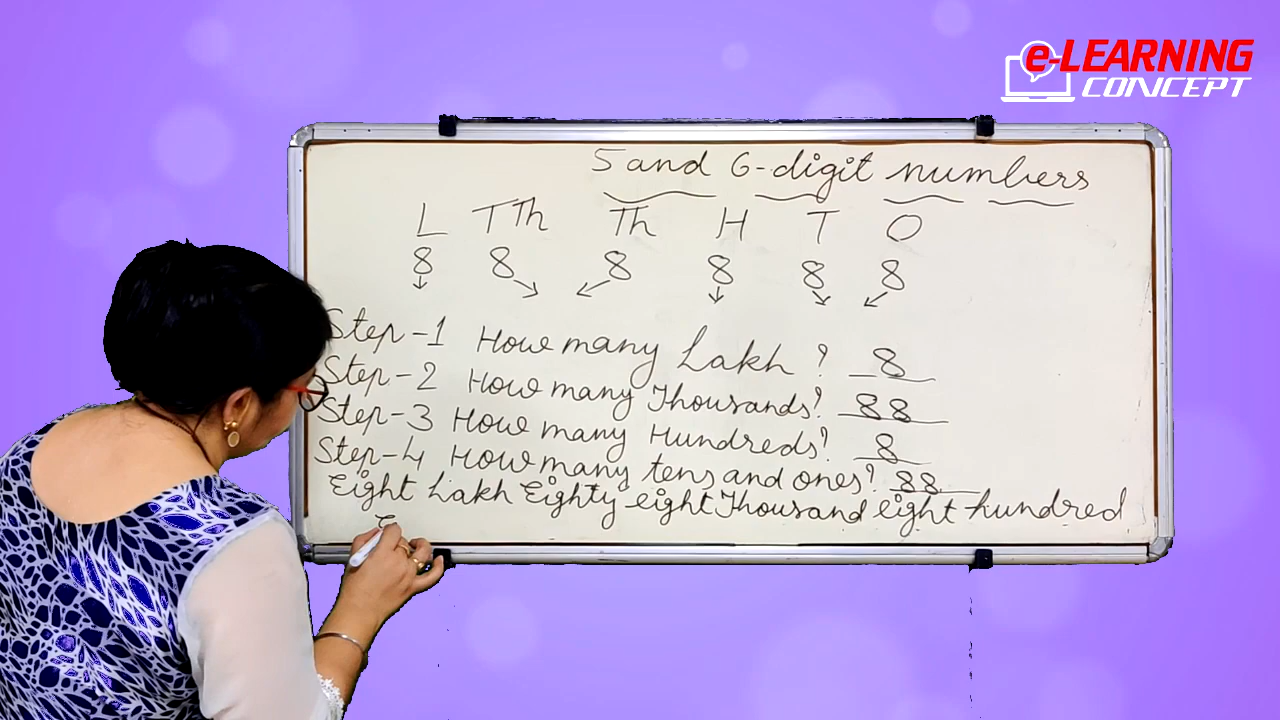 e-LEARNING
CONCEPT
5 and 6-digit numbers
L TTh Th H T O
8 8 8 8 8 8
Step-1 How many Lakh ? 8
Step-2 How many Thousands? 88
Step-3 How many Hundreds? 8
Step-4 How many tens and ones? 88
Eight Lakh Eighty eight Thousand eight hundred
E